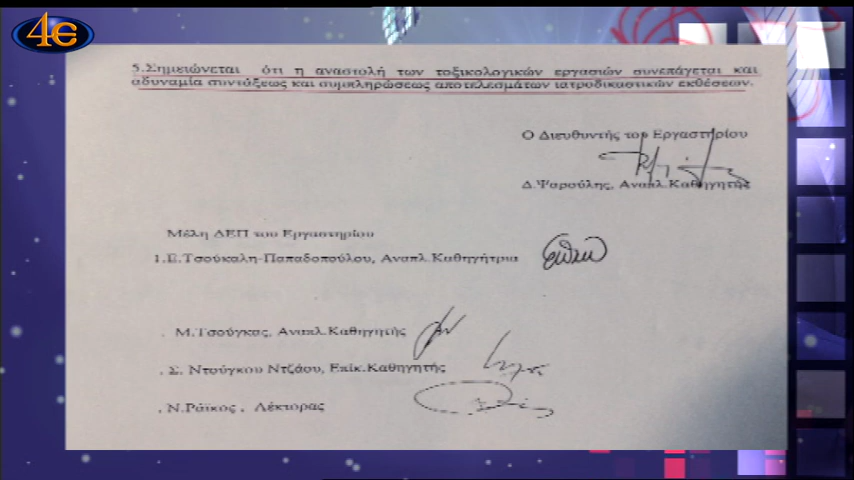 4Ε
5.Σημειώνεται ότι η αναστολή των τοξικολογικών εργασιών συνεπάγεται και
αδυναμία συντάξεως και συμπληρώσεως αποτελεσμάτων ιατροδικαστικών εκθέσεων.
Ο Διευθυντής του Εργαστηρίου
Δ.Ψαρούλης, Αναπλ.Καθηγητής
Μέλη ΔΕΠ του Εργαστηρίου
1.Ε.Τσούκαλη-Παπαδοπούλου, Αναπλ.Καθηγήτρια
. Μ.Τσούγκας, Αναπλ.Καθηγητής
. Σ. Ντούγκου Ντζάου, Επίκ.Καθηγητής
. Ν.Ράϊκος , Λέκτορας